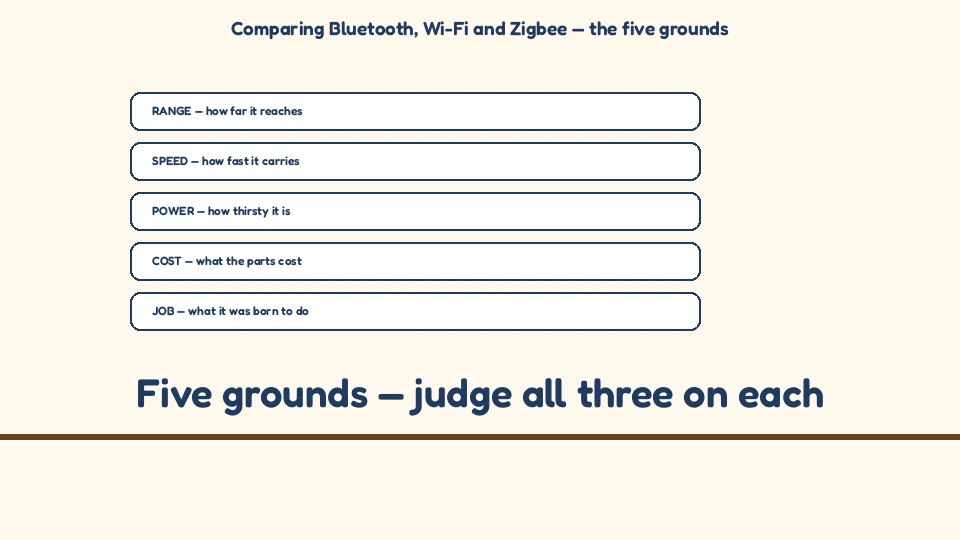 Comparing Bluetooth, Wi-Fi and Zigbee — the five grounds
RANGE — how far it reaches
SPEED — how fast it carries
POWER — how thirsty it is
COST — what the parts cost
JOB — what it was born to do
Five grounds — judge all three on each